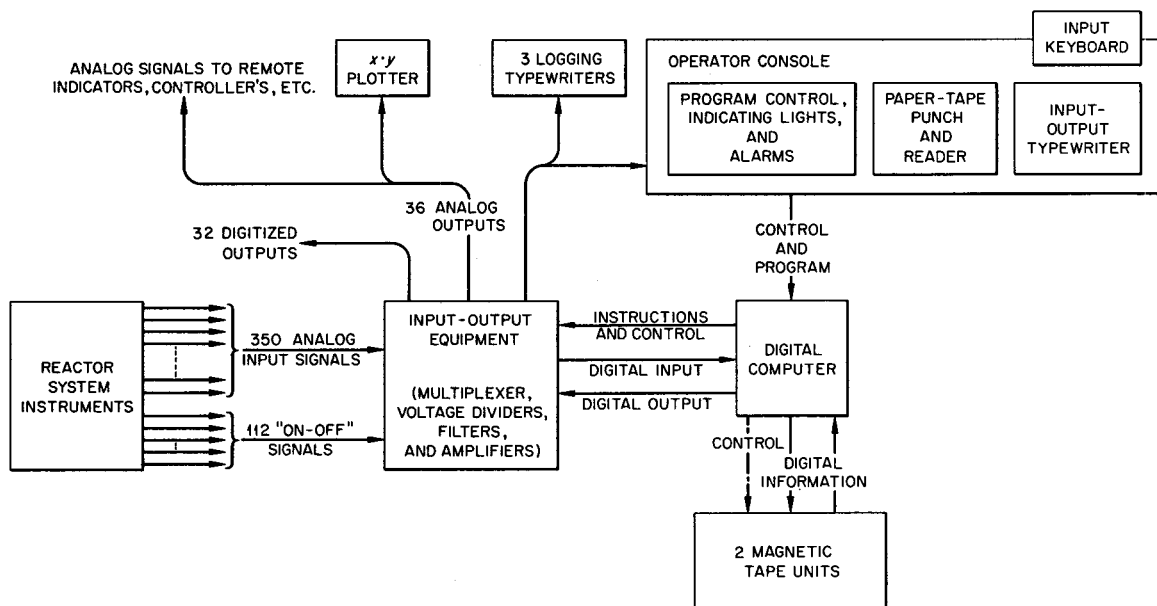 INPUT
KEYBOARD
OPERATOR CONSOLE
PROGRAM CONTROL,
INDICATING LIGHTS,
AND
ALARMS
PAPER-TAPE
PUNCH
AND
READER
INPUT-
OUTPUT
TYPEWRITER
3 LOGGING
TYPEWRITERS
x·y
PLOTTER
ANALOG SIGNALS TO REMOTE
INDICATORS, CONTROLLER'S, ETC.
36 ANALOG
OUTPUTS
32 DIGITIZED
OUTPUTS
CONTROL
AND
PROGRAM
REACTOR
SYSTEM
INSTRUMENTS
350 ANALOG
INPUT SIGNALS
112 "ON-OFF"
SIGNALS
INPUT-OUTPUT
EQUIPMENT
(MULTIPLEXER,
VOLTAGE DIVIDERS,
FILTERS,
AND AMPLIFIERS)
INSTRUCTIONS
AND CONTROL
DIGITAL INPUT
DIGITAL OUTPUT
DIGITAL
COMPUTER
CONTROL
DIGITAL
INFORMATION
2 MAGNETIC
TAPE UNITS